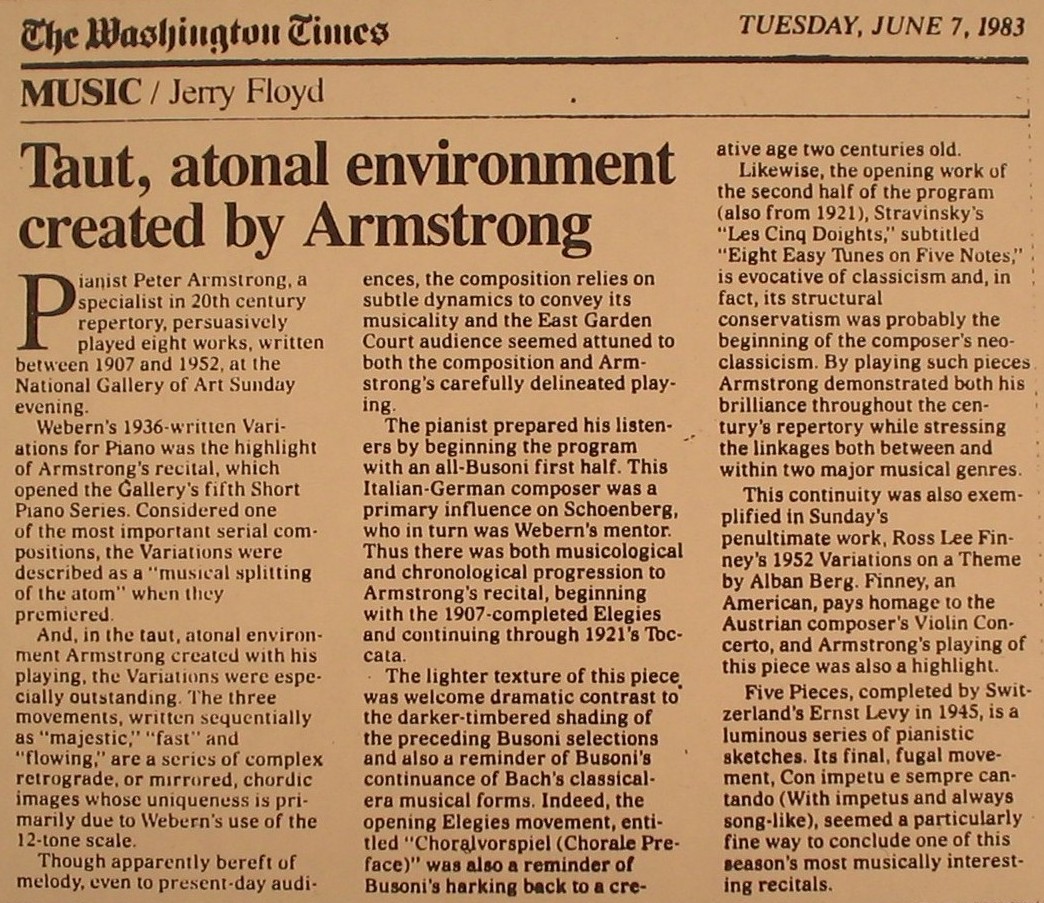 The Washington Times
TUESDAY, JUNE 7, 1983
MUSIC / Jerry Floyd
Taut, atonal environment
created by Armstrong
Pianist Peter Armstrong, a
specialist in 20th century
repertory, persuasively
played eight works, written
between 1907 and 1952, at the
National Gallery of Art Sunday
evening.
Webern's 1936-written Vari-
ations for Piano was the highlight
of Armstrong's recital, which
opened the Gallery's fifth Short
Piano Series. Considered one
of the most important serial com-
positions, the Variations were
described as a "musical splitting
of the atom" when they
premiered.
And, in the taut, atonal environ-
ment Armstrong created with his
playing, the Variations were espe-
cially outstanding. The three
movements, written sequentially
as "majestic," "fast" and
"flowing," are a series of complex
retrograde, or mirrored, chordic
images whose uniqueness is pri-
marily due to Webern's use of the
12-tone scale.
Though apparently bereft of
melody, even to present-day audi-
ences, the composition relies on
subtle dynamics to convey its
musicality and the East Garden
Court audience seemed attuned to
both the composition and Arm-
strong's carefully delineated play-
ing.
The pianist prepared his listen-
ers by beginning the program
with an all-Busoni first half. This
Italian-German composer was a
primary influence on Schoenberg,
who in turn was Webern's mentor.
Thus there was both musicological
and chronological progression to
Armstrong's recital, beginning
with the 1907-completed Elegies
and continuing through 1921's Toc-
cata.
The lighter texture of this piece
was welcome dramatic contrast to
the darker-timbered shading of
the preceding Busoni selections
and also a reminder of Busoni's
continuance of Bach's classical-
era musical forms. Indeed, the
opening Elegies movement, enti-
tled "Choralvorspiel (Chorale Pre-
face)" was also a reminder of
Busoni's harking back to a cre-
ative age two centuries old.
Likewise, the opening work of
the second half of the program
(also from 1921), Stravinsky's
"Les Cinq Doights," subtitled
"Eight Easy Tunes on Five Notes,"
is evocative of classicism and, in
fact, its structural
conservatism was probably the
beginning of the composer's neo-
classicism. By playing such pieces
Armstrong demonstrated both his
brilliance throughout the cen-
tury's repertory while stressing
the linkages both between and
within two major musical genres.
This continuity was also exem-
plified in Sunday's
penultimate work, Ross Lee Fin-
ney's 1952 Variations on a Theme
by Alban Berg. Finney, an
American, pays homage to the
Austrian composer's Violin Con-
certo, and Armstrong's playing of
this piece was also a highlight.
Five Pieces, completed by Swit-
zerland's Ernst Levy in 1945, is a
luminous series of pianistic
sketches. Its final, fugal move-
ment, Con impetu e sempre can-
tando (With impetus and always
song-like), seemed a particularly
fine way to conclude one of this
season's most musically interest-
ing recitals.